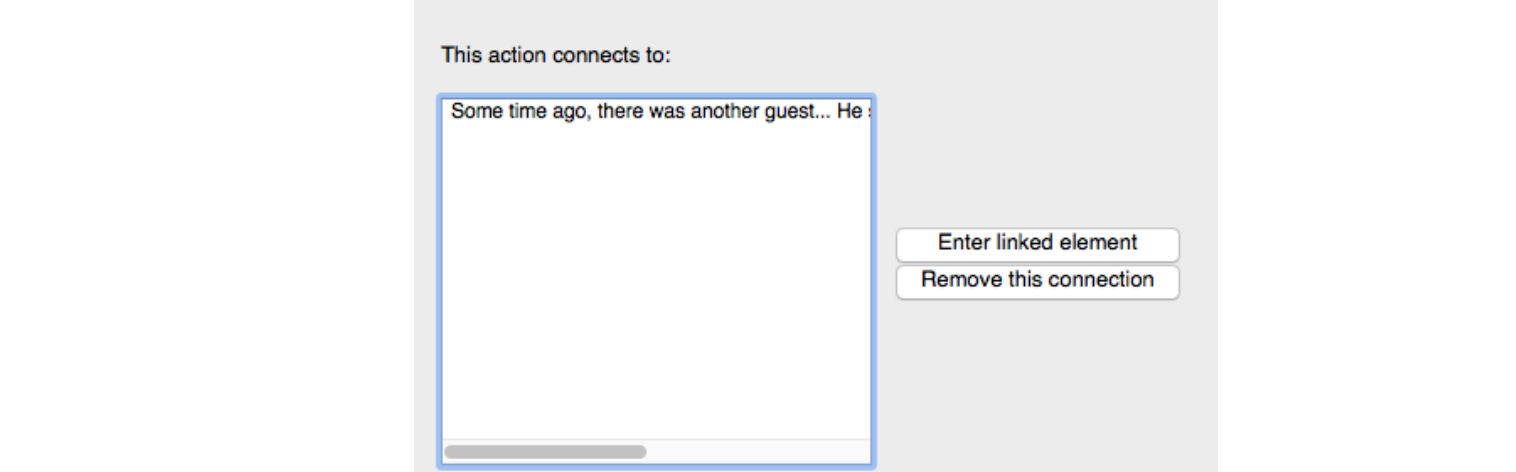 This action connects to:
Some time ago, there was another guest... He
Enter linked element
Remove this connection